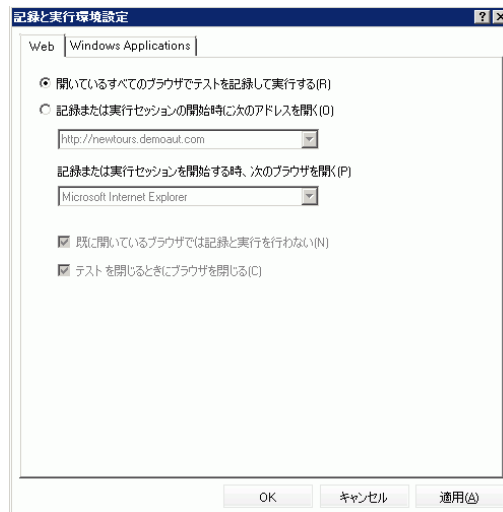 記録と実行環境設定
Web Windows Applications
開いているすべてのブラウザでテストを記録して実行する(R)
記録または実行セッションの開始時に次のアドレスを開く(O)
http://newtours.demoaut.com
記録または実行セッションを開始する時、次のブラウザを開く(P)
Microsoft Internet Explorer
既に開いているブラウザでは記録と実行を行わない(N)
テストを閉じるときにブラウザを閉じる(C)
OK キャンセル 適用(A)